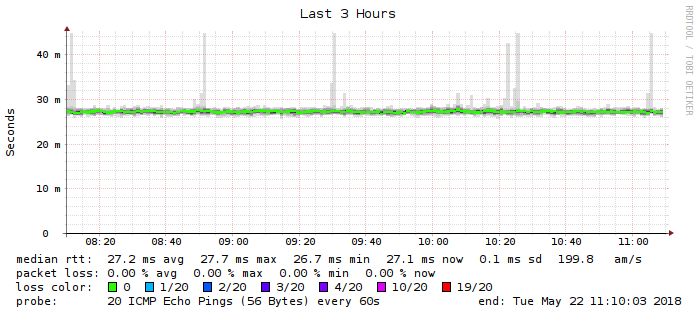 Last 3 Hours
RRDTOOL / TOBI OETIKER
Seconds
40 m
30 m
20 m
10 m
0
08:20 08:40 09:00 09:20 09:40 10:00 10:20 10:40 11:00
median rtt: 27.2 ms avg 27.7 ms max 26.7 ms min 27.1 ms now 0.1 ms sd 199.8 am/s
packet loss: 0.00 % avg 0.00 % max 0.00 % min 0.00 % now
loss color: 0 1/20 2/20 3/20 4/20 10/20 19/20
probe: 20 ICMP Echo Pings (56 Bytes) every 60s end: Tue May 22 11:10:03 2018